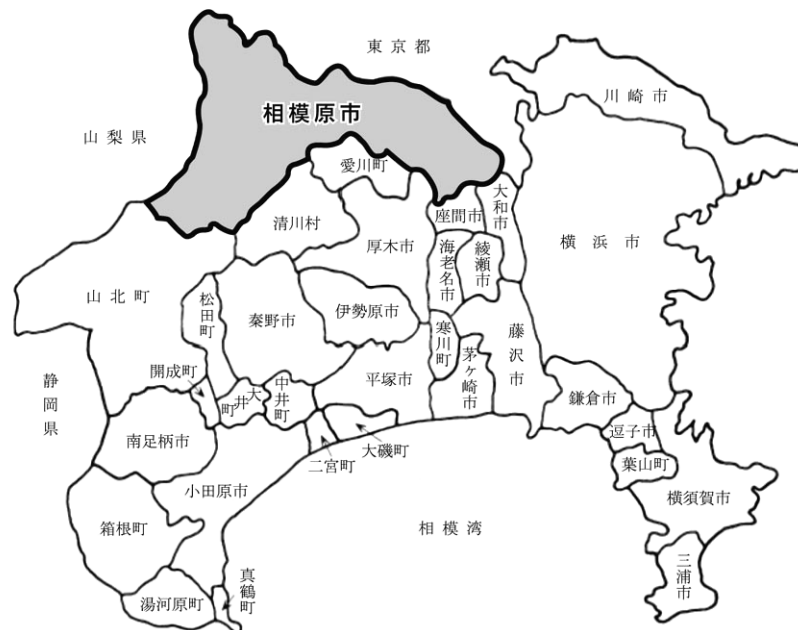 東京都
川崎市
相模原市
山梨県
愛川町
大和市
座間市
清川村
厚木市
横浜市
海老名市
綾瀬市
山北町
松田町
秦野市
伊勢原市
寒川町
藤沢市
茅ヶ崎市
開成町
平塚市
静岡県
大井町
中井町
鎌倉市
南足柄市
逗子市
大磯町
二宮町
葉山町
小田原市
横須賀市
箱根町
相模湾
三浦市
真鶴町
湯河原町